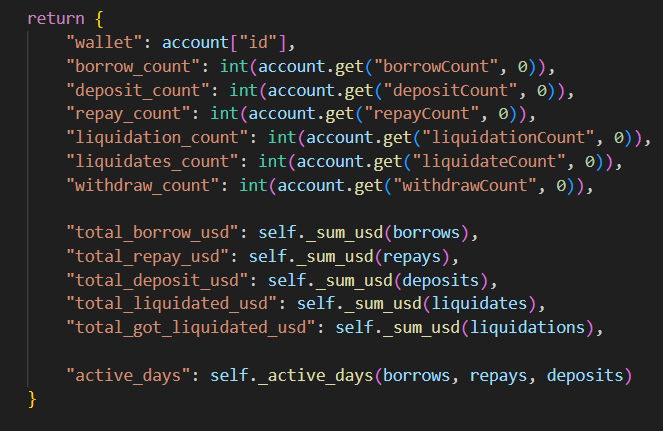 return {
    "wallet": account["id"],
    "borrow_count": int(account.get("borrowCount", 0)),
    "deposit_count": int(account.get("depositCount", 0)),
    "repay_count": int(account.get("repayCount", 0)),
    "liquidation_count": int(account.get("liquidationCount", 0)),
    "liquidates_count": int(account.get("liquidateCount", 0)),
    "withdraw_count": int(account.get("withdrawCount", 0)),

    "total_borrow_usd": self._sum_usd(borrows),
    "total_repay_usd": self._sum_usd(repays),
    "total_deposit_usd": self._sum_usd(deposits),
    "total_liquidated_usd": self._sum_usd(liquidates),
    "total_got_liquidated_usd": self._sum_usd(liquidations),

    "active_days": self._active_days(borrows, repays, deposits)
}